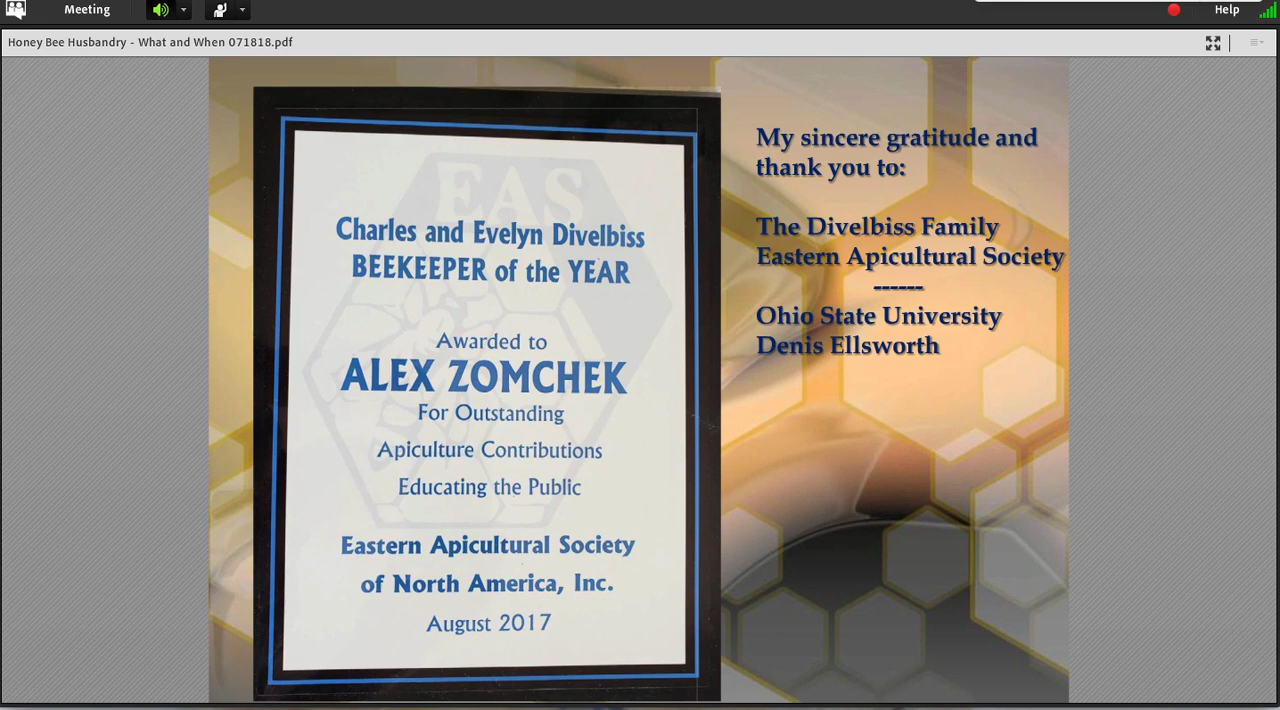 Meeting
Help
Honey Bee Husbandry - What and When 071818.pdf
EAS
Charles and Evelyn Divelbiss
BEEKEEPER of the YEAR
Awarded to
ALEX ZOMCHEK
For Outstanding
Apiculture Contributions
Educating the Public
Eastern Apicultural Society
of North America, Inc.
August 2017
My sincere gratitude and
thank you to:
The Divelbiss Family
Eastern Apicultural Society
------
Ohio State University
Denis Ellsworth